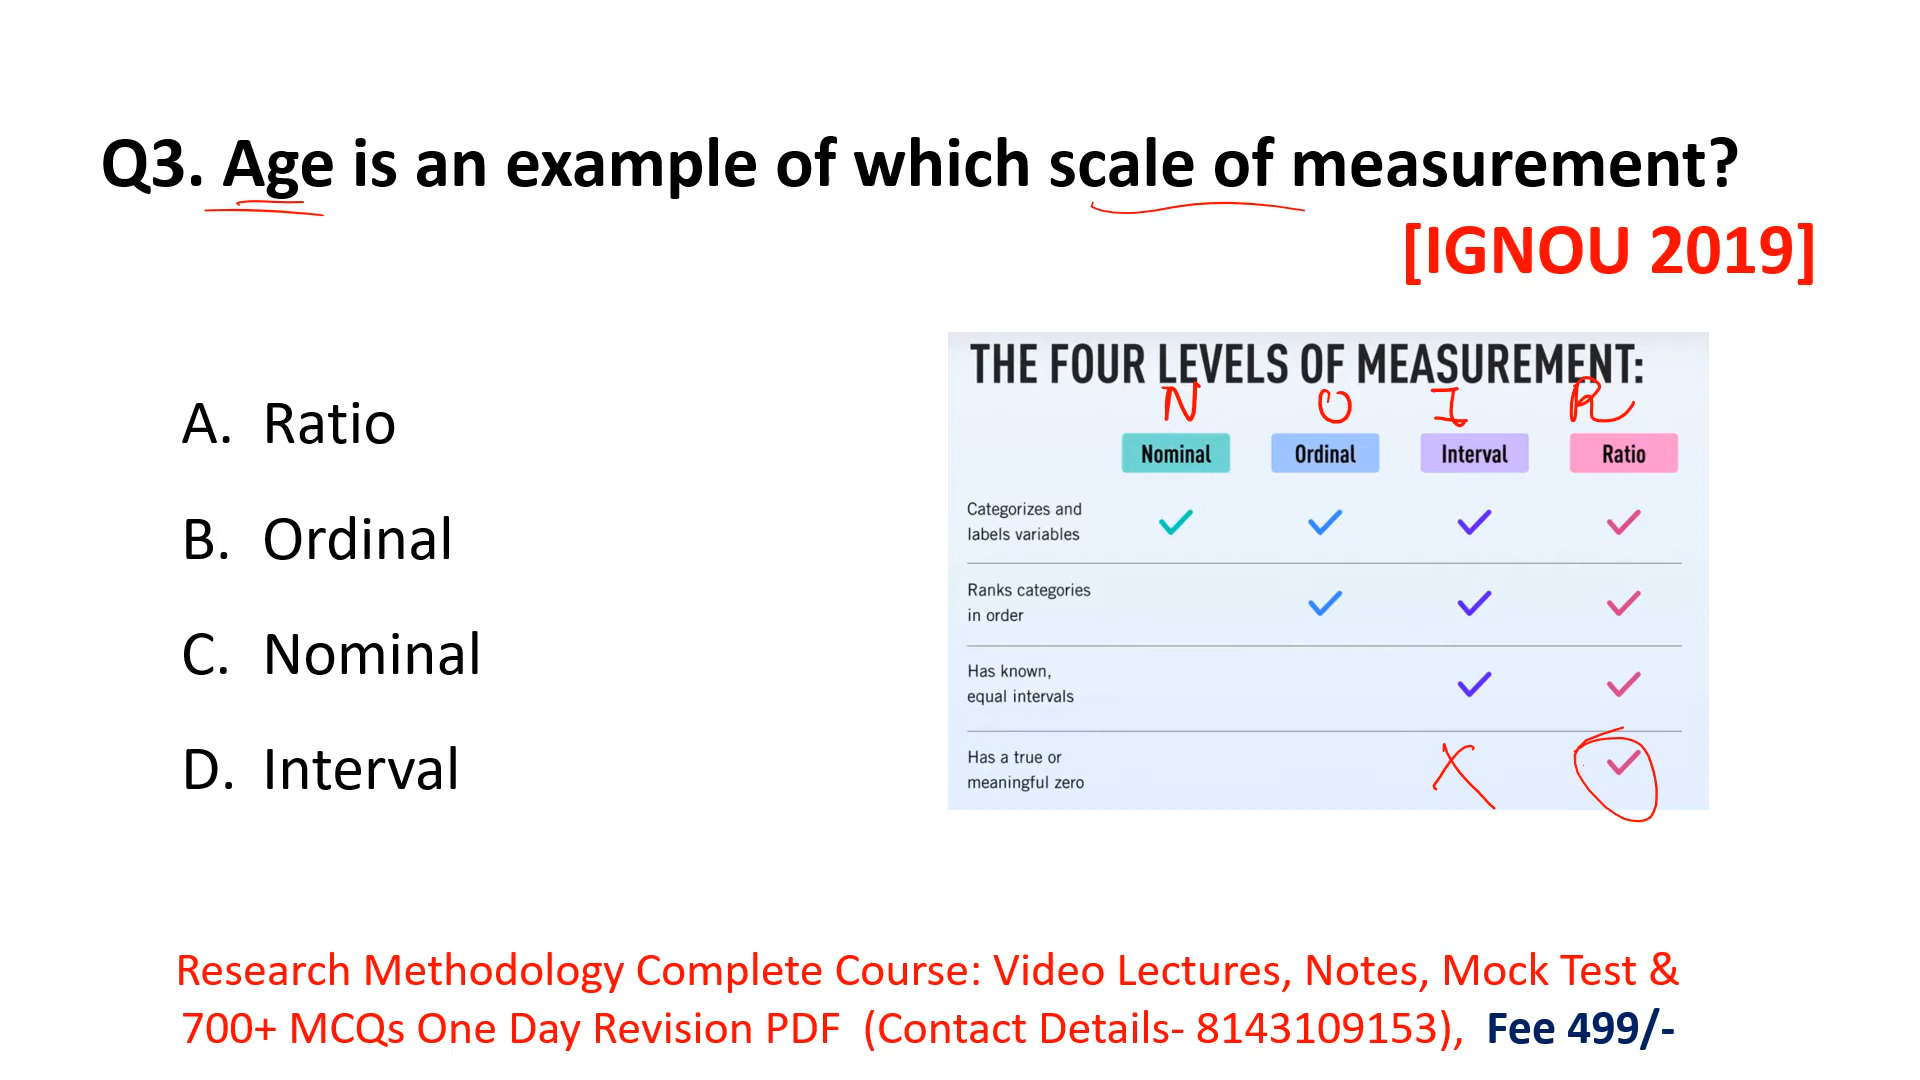 Q3. Age is an example of which scale of measurement?
[IGNOU 2019]
A. Ratio
B. Ordinal
C. Nominal
D. Interval
THE FOUR LEVELS OF MEASUREMENT:
N O I R
Nominal Ordinal Interval Ratio
Categorizes and
labels variables
Ranks categories
in order
Has known,
equal intervals
Has a true or
meaningful zero
Research Methodology Complete Course: Video Lectures, Notes, Mock Test &
700+ MCQs One Day Revision PDF (Contact Details- 8143109153), Fee 499/-